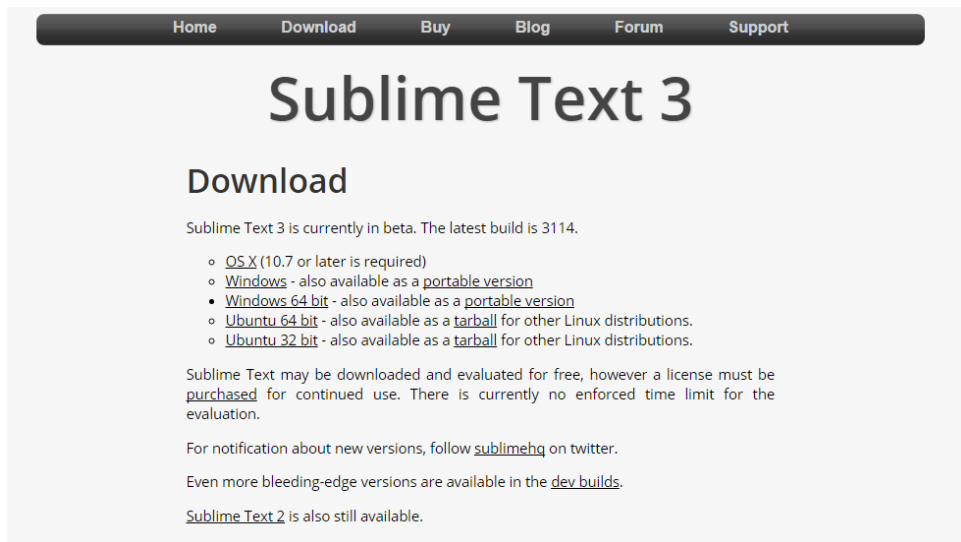 Home Download Buy Blog Forum Support
Sublime Text 3
Download
Sublime Text 3 is currently in beta. The latest build is 3114.
OS X (10.7 or later is required)
Windows - also available as a portable version
Windows 64 bit - also available as a portable version
Ubuntu 64 bit - also available as a tarball for other Linux distributions.
Ubuntu 32 bit - also available as a tarball for other Linux distributions.
Sublime Text may be downloaded and evaluated for free, however a license must be
purchased for continued use. There is currently no enforced time limit for the
evaluation.
For notification about new versions, follow sublimehq on twitter.
Even more bleeding-edge versions are available in the dev builds.
Sublime Text 2 is also still available.